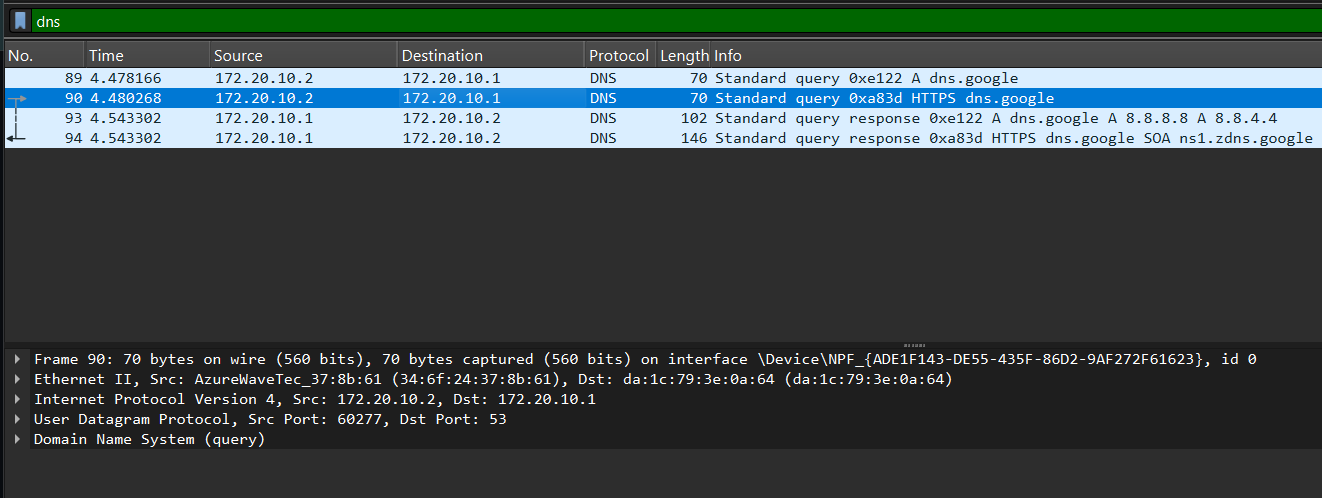 dns
No. Time Source Destination Protocol Length Info
89 4.478166 172.20.10.2 172.20.10.1 DNS 70 Standard query 0xe122 A dns.google
90 4.480268 172.20.10.2 172.20.10.1 DNS 70 Standard query 0xa83d HTTPS dns.google
93 4.543302 172.20.10.1 172.20.10.2 DNS 102 Standard query response 0xe122 A dns.google A 8.8.8.8 A 8.8.4.4
94 4.543302 172.20.10.1 172.20.10.2 DNS 146 Standard query response 0xa83d HTTPS dns.google SOA ns1.zdns.google
Frame 90: 70 bytes on wire (560 bits), 70 bytes captured (560 bits) on interface \Device\NPF_{ADE1F143-DE55-435F-86D2-9AF272F61623}, id 0
Ethernet II, Src: AzureWaveTec_37:8b:61 (34:6f:24:37:8b:61), Dst: da:1c:79:3e:0a:64 (da:1c:79:3e:0a:64)
Internet Protocol Version 4, Src: 172.20.10.2, Dst: 172.20.10.1
User Datagram Protocol, Src Port: 60277, Dst Port: 53
Domain Name System (query)